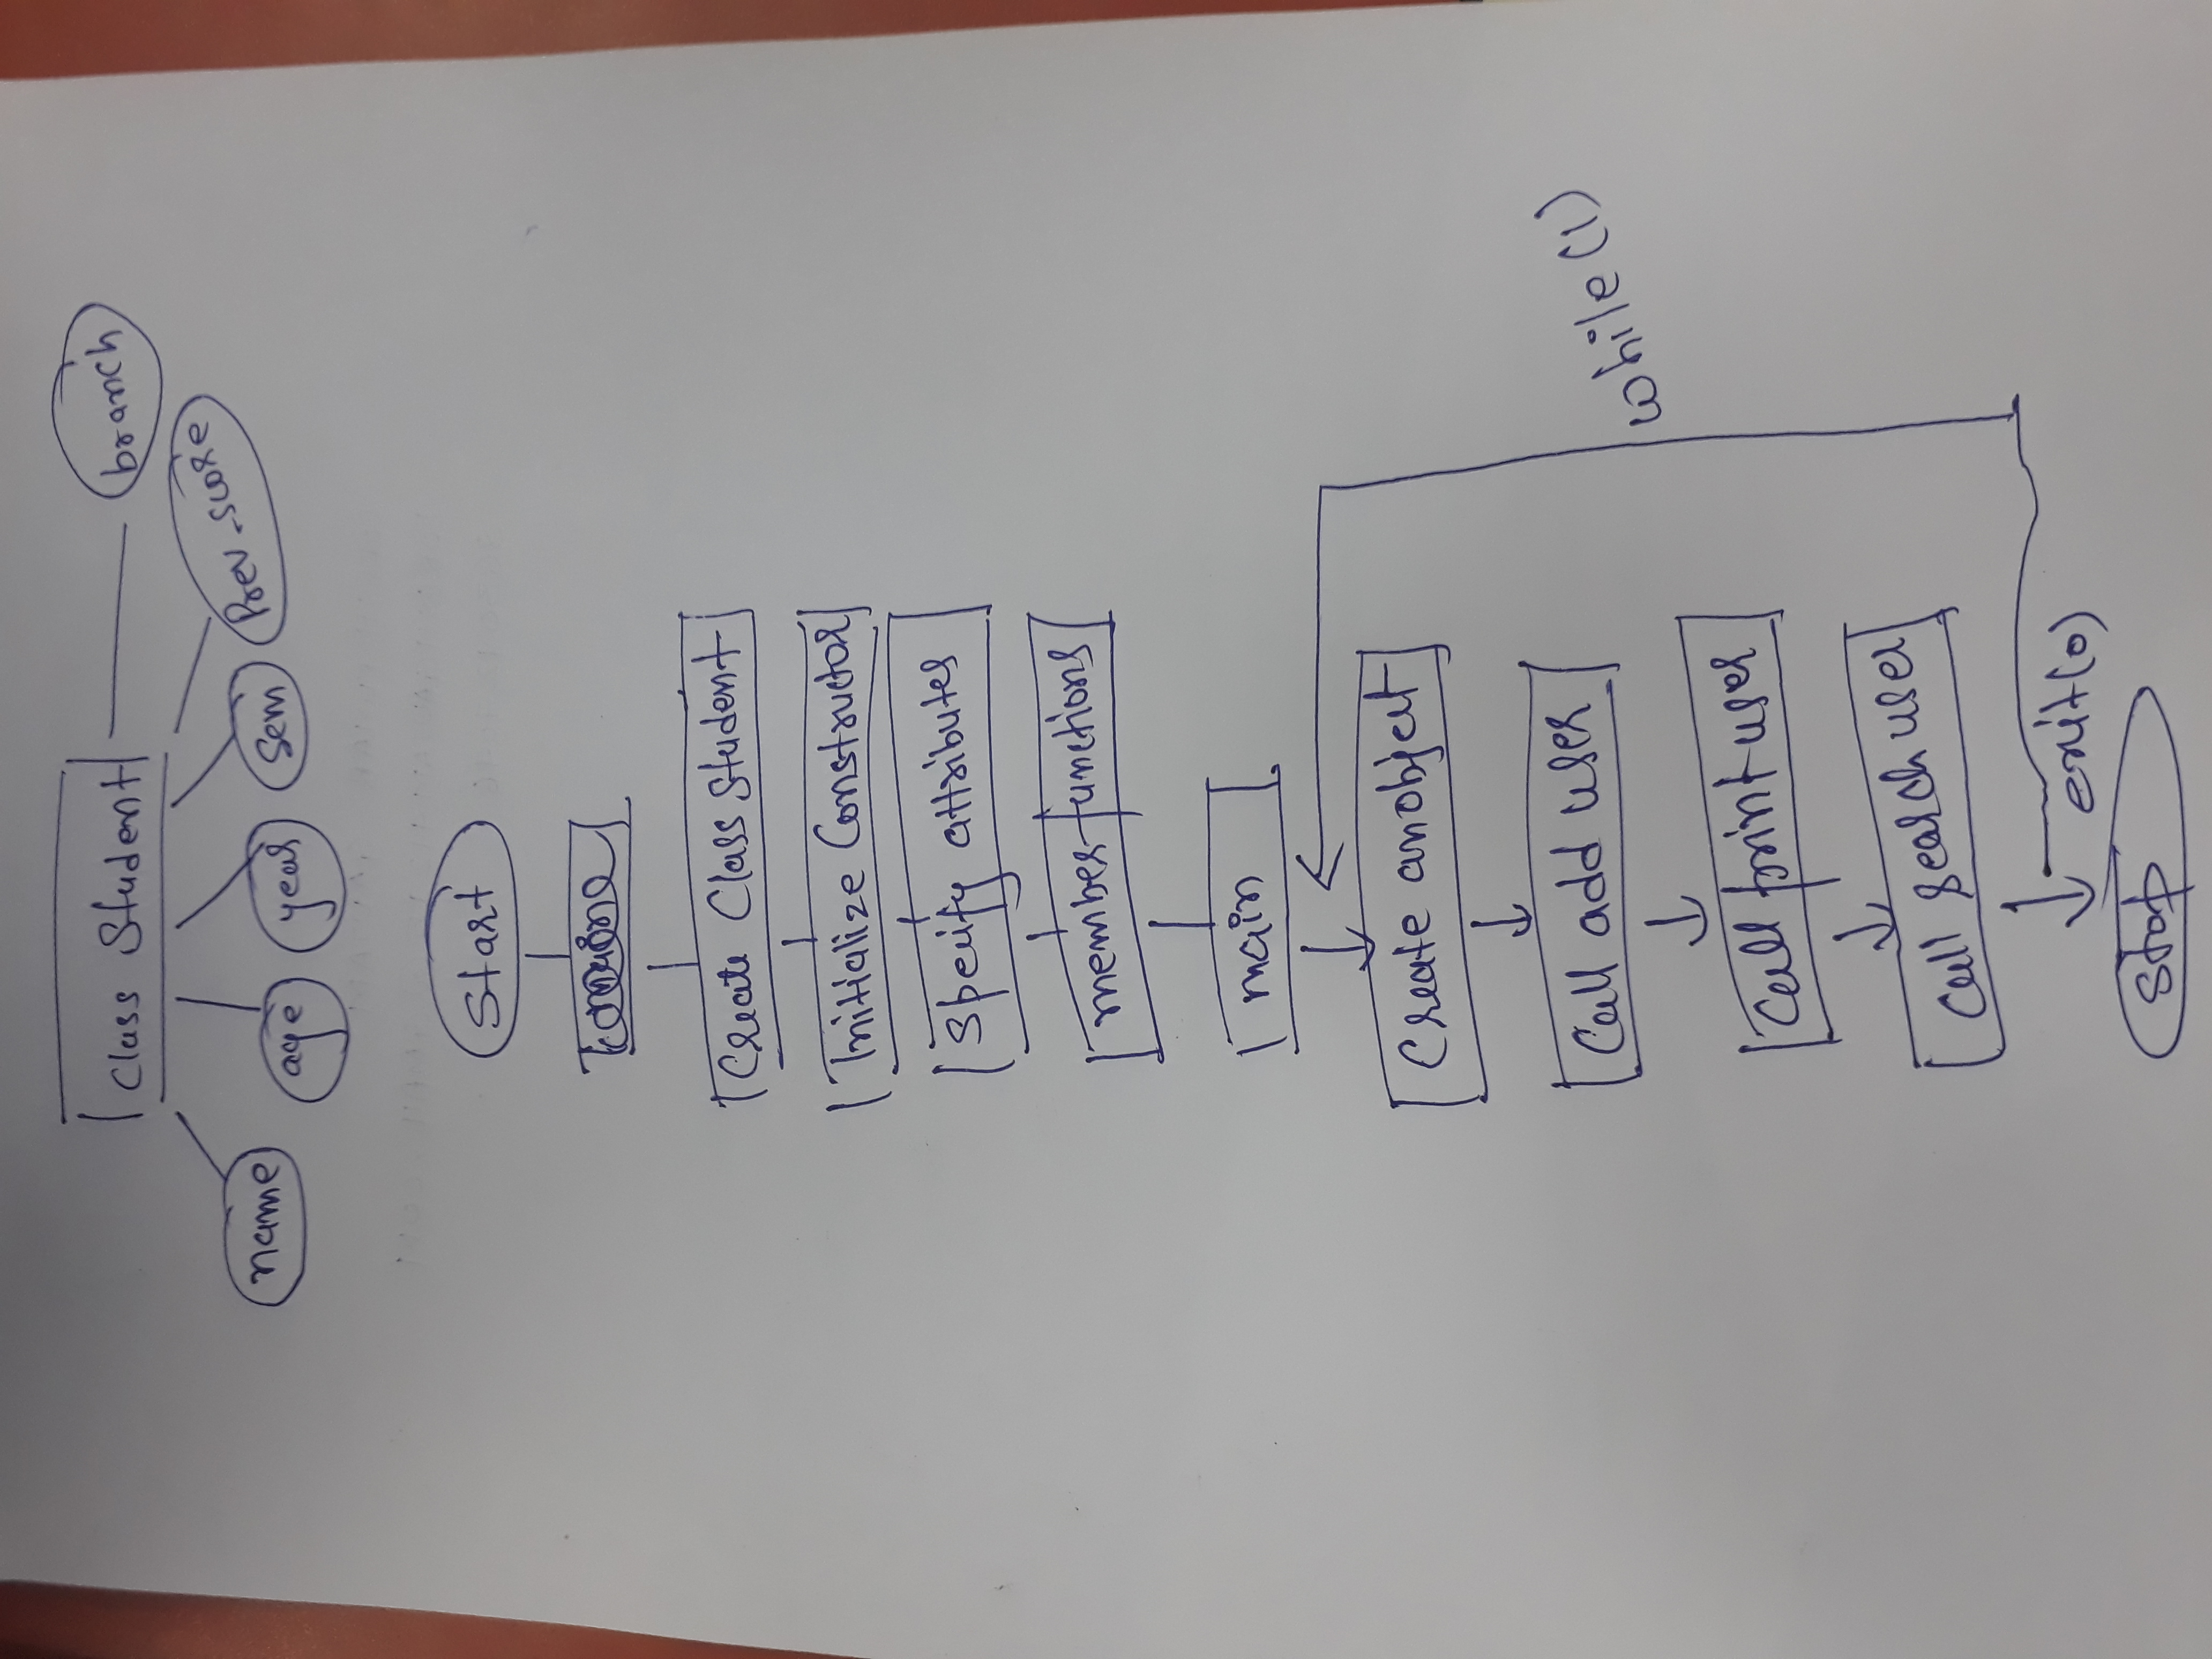 Class Student
branch
name
age
year
sem
Prev_score
Start
Create Class Student
Initialize Constructor
Specify attributes
member functions
main
Create an object
Call add user
while(1)
Call print user
Call search user
exit(0)
Stop